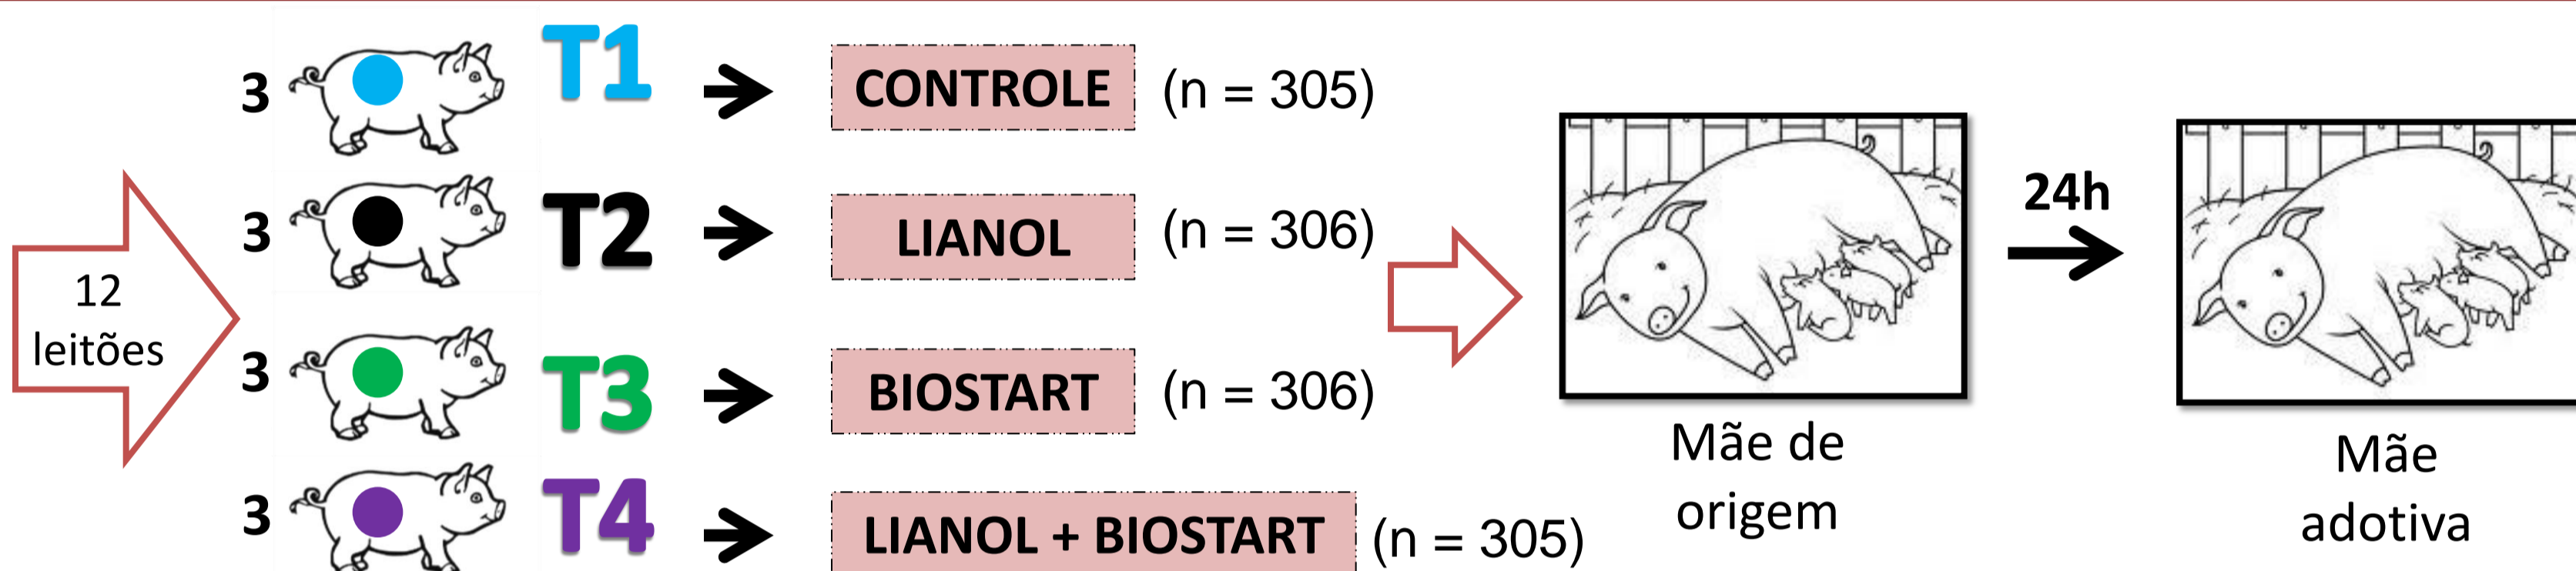 12
leitões
3 T1 CONTROLE (n = 305)
3 T2 LIANOL (n = 306)
3 T3 BIOSTART (n = 306)
3 T4 LIANOL + BIOSTART (n = 305)
Mãe de
origem
24h
Mãe
adotiva